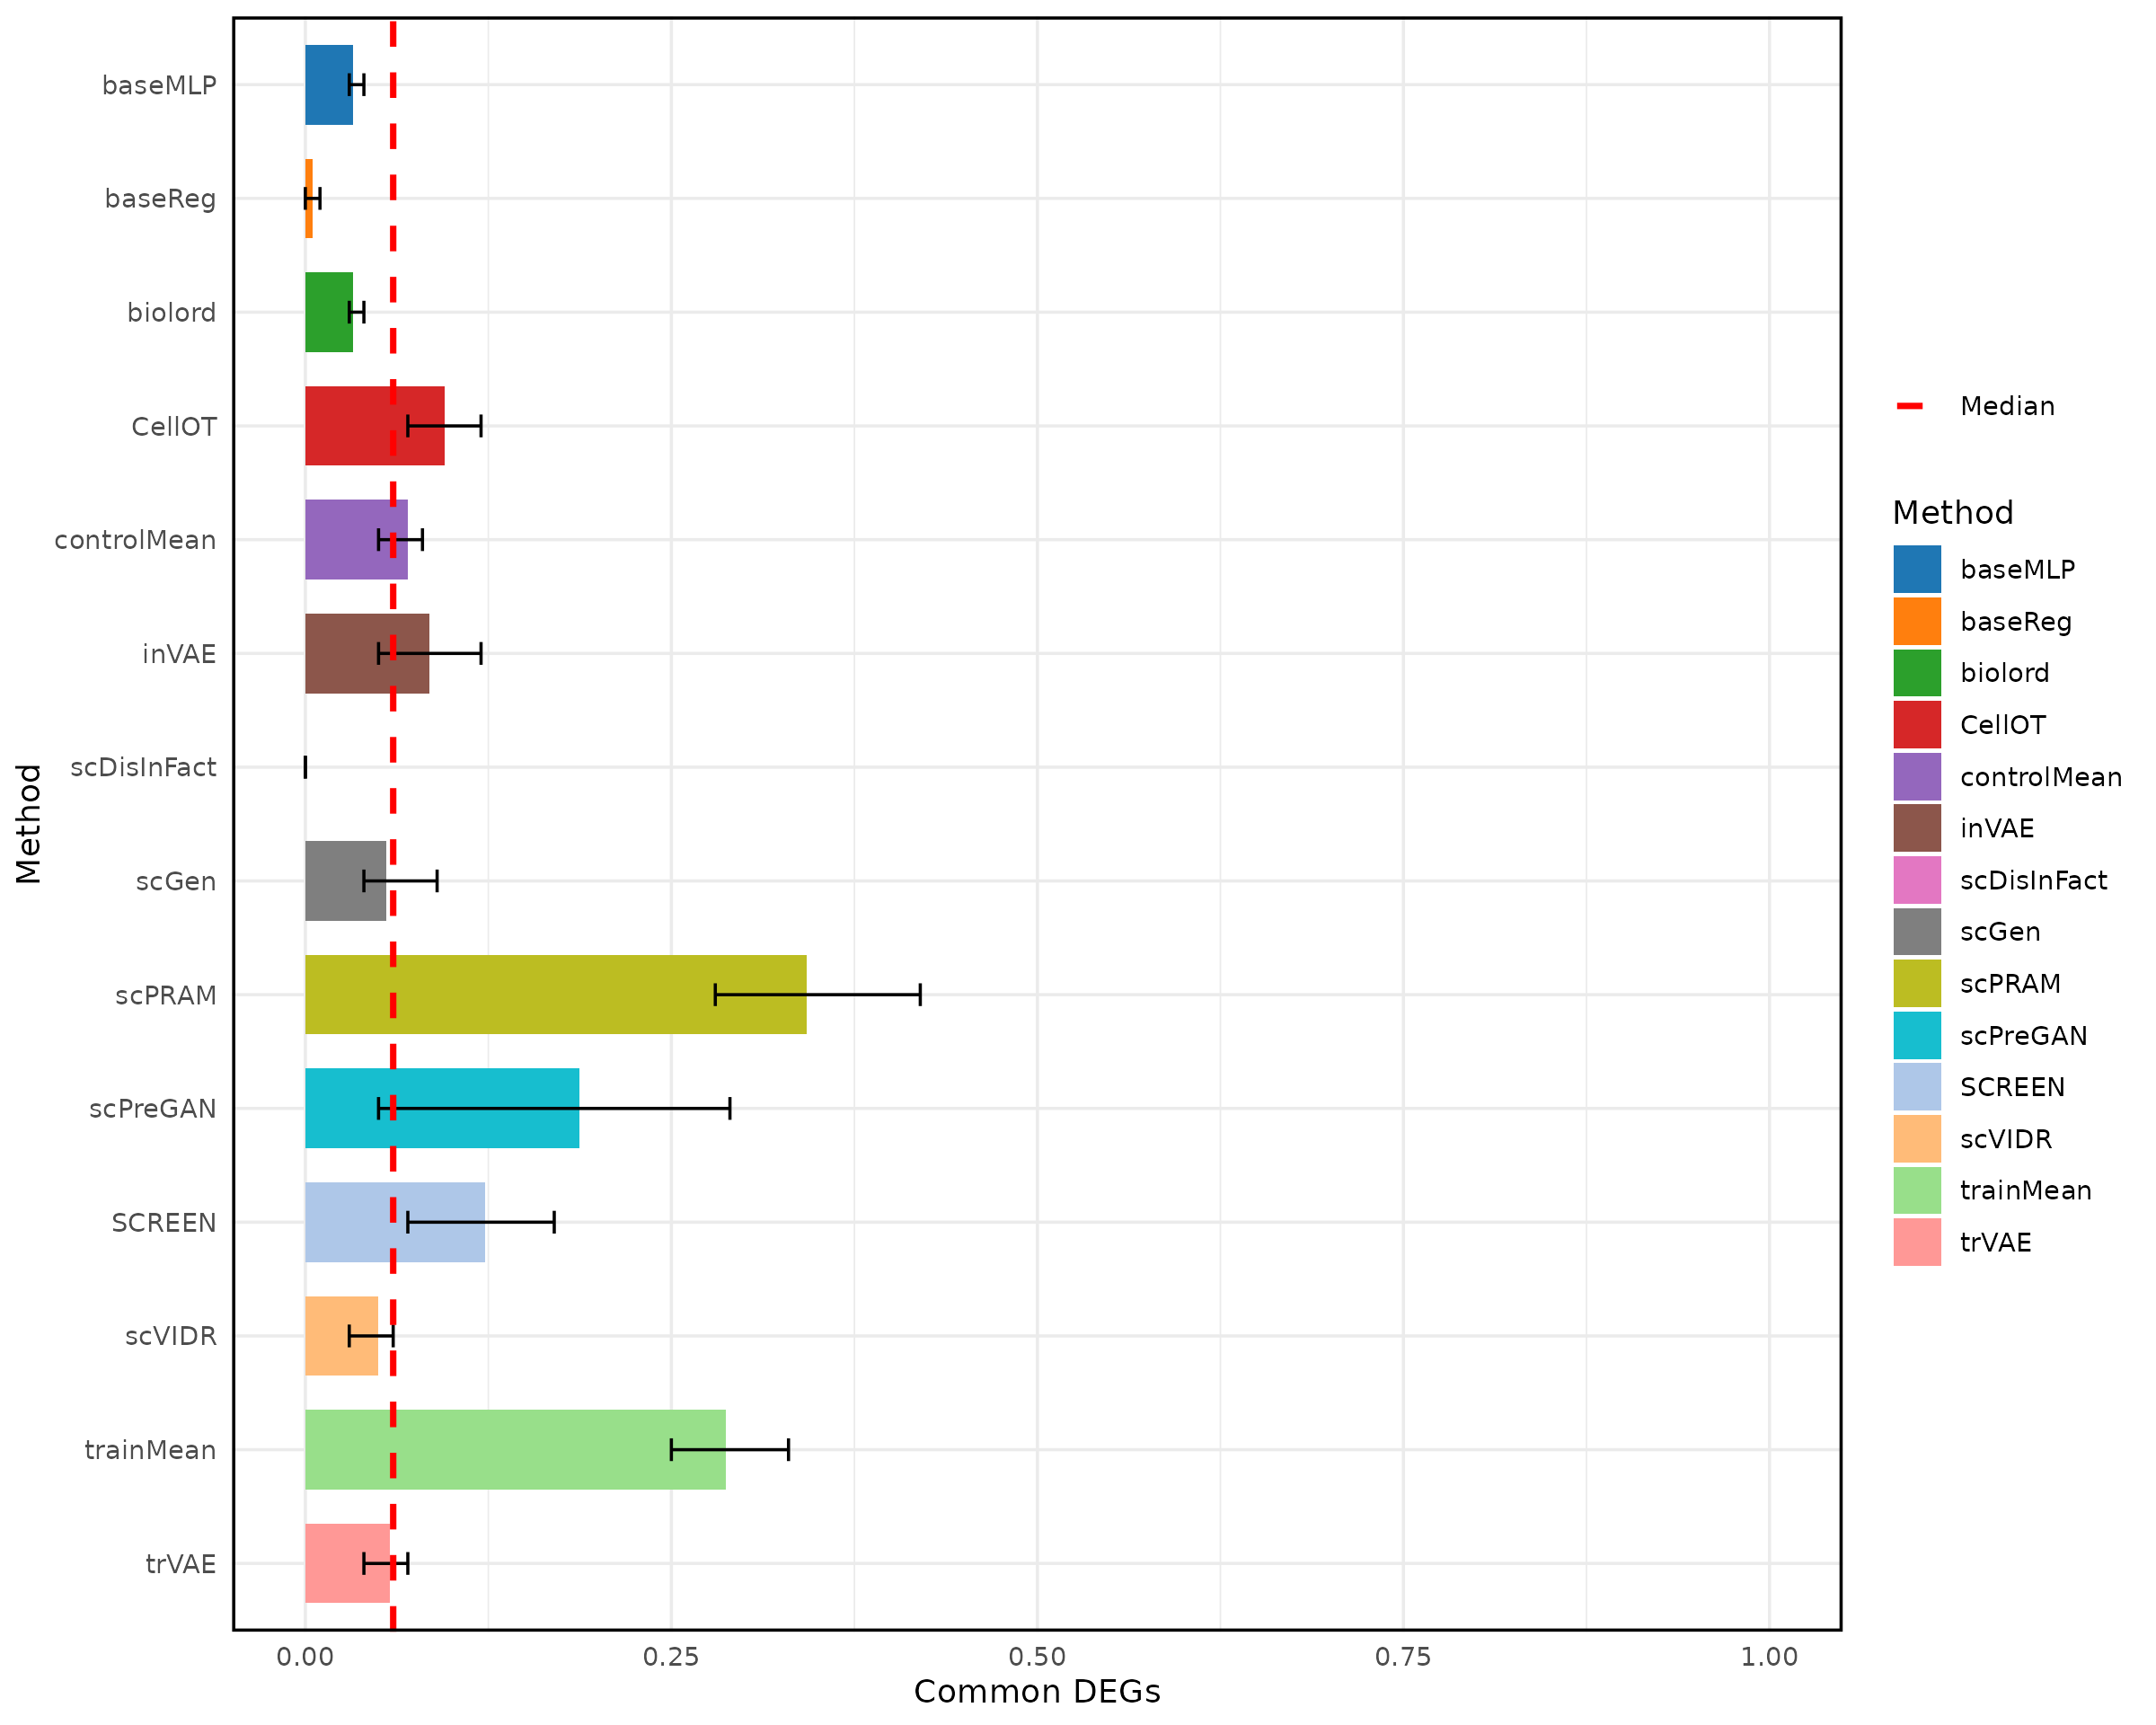 baseMLP
baseReg
biolord
CellOT
controlMean
inVAE
scDisInFact
scGen
scPRAM
scPreGAN
SCREEN
scVIDR
trainMean
trVAE
Method
0.00 0.25 0.50 0.75 1.00
Common DEGs
Median
Method
baseMLP
baseReg
biolord
CellOT
controlMean
inVAE
scDisInFact
scGen
scPRAM
scPreGAN
SCREEN
scVIDR
trainMean
trVAE